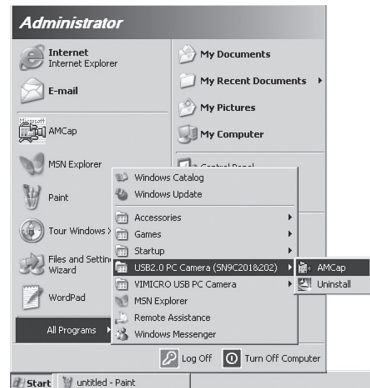 Administrator
Internet
Internet Explorer
E-mail
AMCap
MSN Explorer
Paint
Tour Windows
Files and Settin
Wizard
WordPad
All Programs
My Documents
My Recent Documents
My Pictures
My Computer
Control Panel
Windows Catalog
Windows Update
Accessories
Games
Startup
USB2.0 PC Camera (SN9C201&202)
VIMICRO USB PC Camera
MSN Explorer
Remote Assistance
Windows Messenger
AMCap
Uninstall
Log Off
Turn Off Computer
Start
untitled - Paint